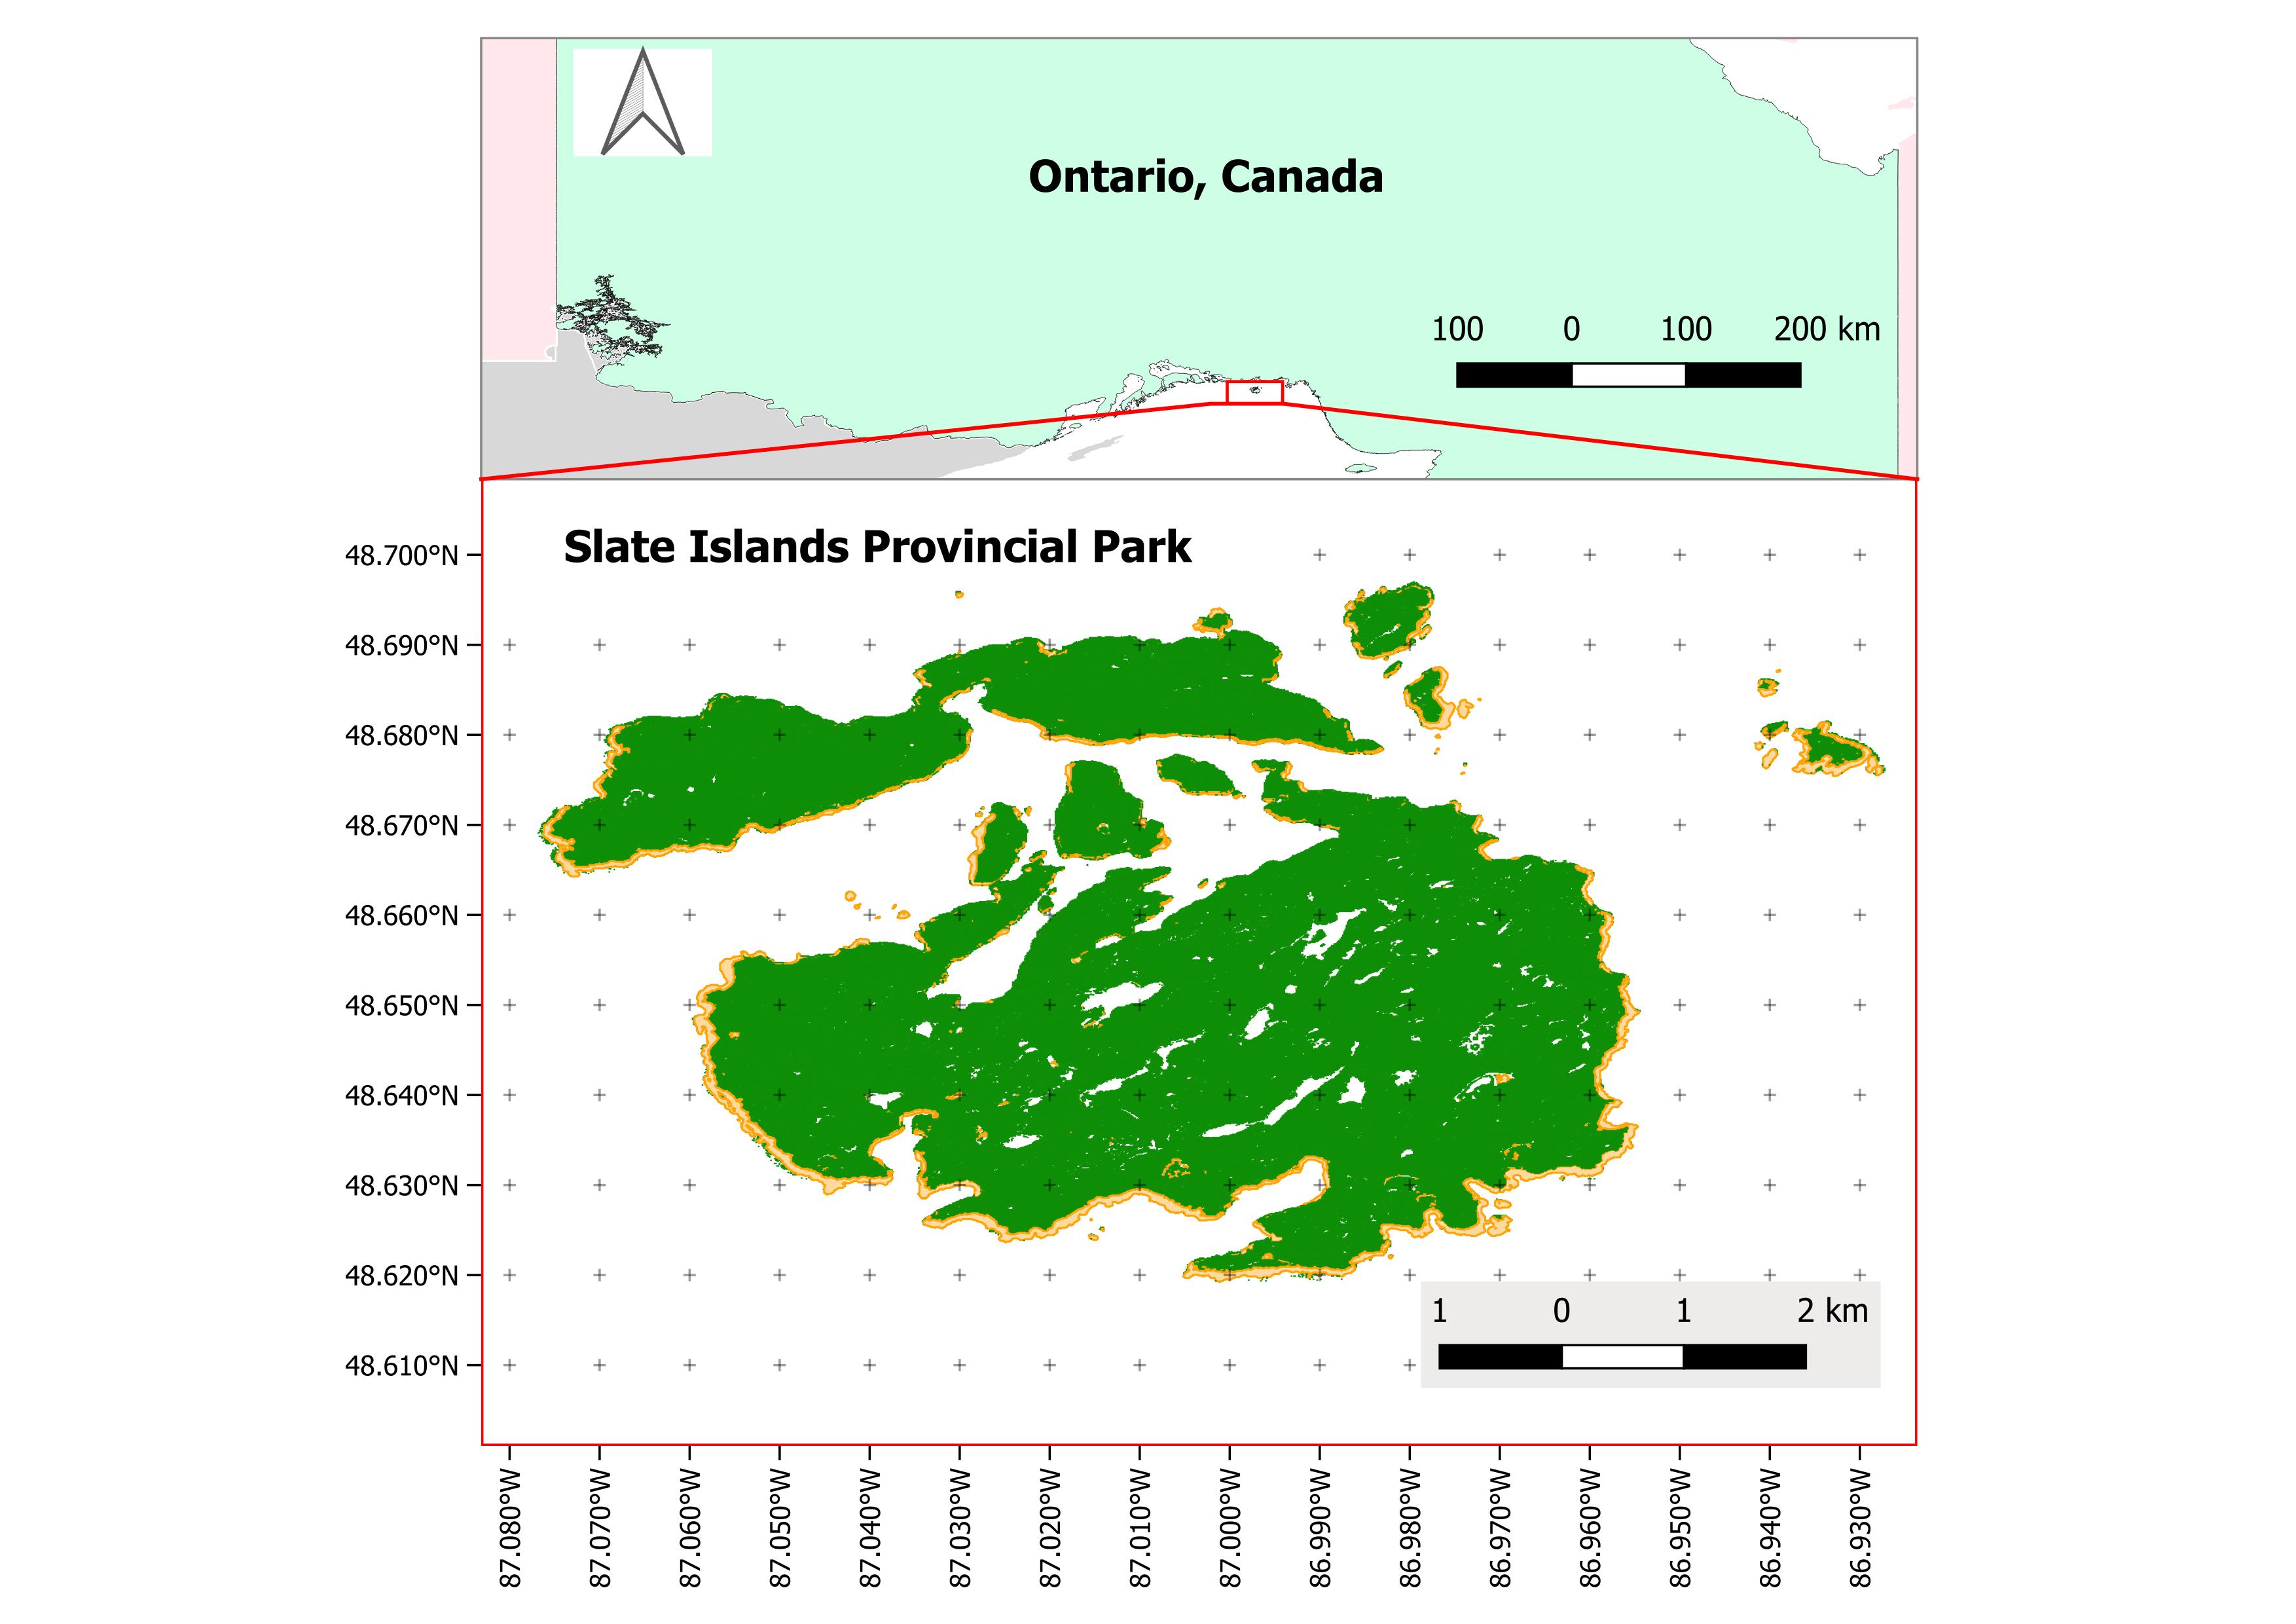 Ontario, Canada
100 0 100 200 km
Slate Islands Provincial Park
48.700°N
48.690°N
48.680°N
48.670°N
48.660°N
48.650°N
48.640°N
48.630°N
48.620°N
48.610°N
1 0 1 2 km
87.080°W
87.070°W
87.060°W
87.050°W
87.040°W
87.030°W
87.020°W
87.010°W
87.000°W
86.990°W
86.980°W
86.970°W
86.960°W
86.950°W
86.940°W
86.930°W